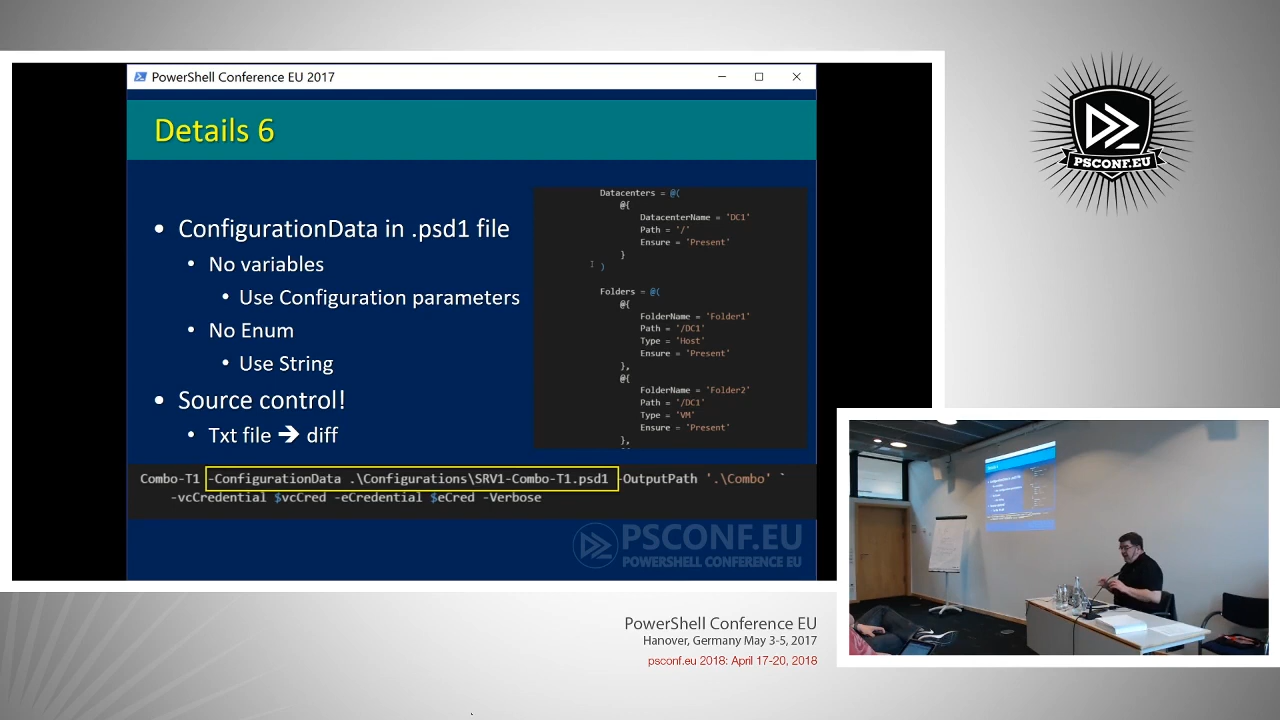 PowerShell Conference EU 2017
Details 6
• ConfigurationData in .psd1 file
• No variables
• Use Configuration parameters
• No Enum
• Use String
• Source control!
• Txt file ➔ diff
Datacenters = @(
@{
DatacenterName = 'DC1'
Path = '/'
Ensure = 'Present'
}
)
Folders = @(
@{
FolderName = 'Folder1'
Path = '/DC1'
Type = 'Host'
Ensure = 'Present'
},
@{
FolderName = 'Folder2'
Path = '/DC1'
Type = 'VM'
Ensure = 'Present'
},
Combo-T1 -ConfigurationData .\Configurations\SRV1-Combo-T1.psd1 -OutputPath '.\Combo' `
-vcCredential $vcCred -eCredential $eCred -Verbose
PSCONF.EU
POWERSHELL CONFERENCE EU
PSCONF.EU
PowerShell Conference EU
Hanover, Germany May 3-5, 2017
psconf.eu 2018: April 17-20, 2018